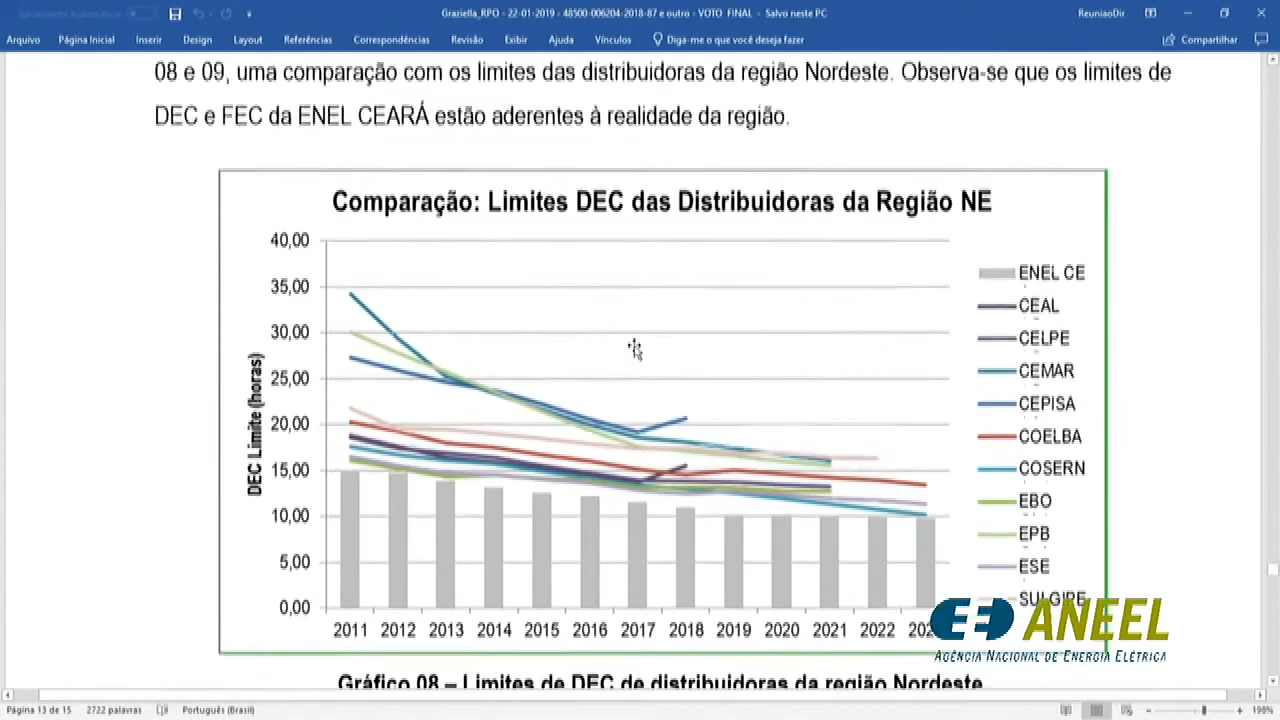 Salvamento Automático
Graziella_RPO - 22-01-2019 - 48500-006204-2018-87 e outro - VOTO FINAL - Salvo neste PC
ReuniaoDir
Arquivo Página Inicial Inserir Design Layout Referências Correspondências Revisão Exibir Ajuda Vínculos Diga-me o que você deseja fazer Compartilhar
08 e 09, uma comparação com os limites das distribuidoras da região Nordeste. Observa-se que os limites de
DEC e FEC da ENEL CEARÁ estão aderentes à realidade da região.
Comparação: Limites DEC das Distribuidoras da Região NE
DEC Limite (horas)
40,00
35,00
30,00
25,00
20,00
15,00
10,00
5,00
0,00
2011 2012 2013 2014 2015 2016 2017 2018 2019 2020 2021 2022
ENEL CE
CEAL
CELPE
CEMAR
CEPISA
COELBA
COSERN
EBO
EPB
ESE
SULGIPE
ANEEL
AGÊNCIA NACIONAL DE ENERGIA ELÉTRICA
Gráfico 08 – Limites de DEC de distribuidoras da região Nordeste
Página 13 de 15 2722 palavras Português (Brasil) 198%